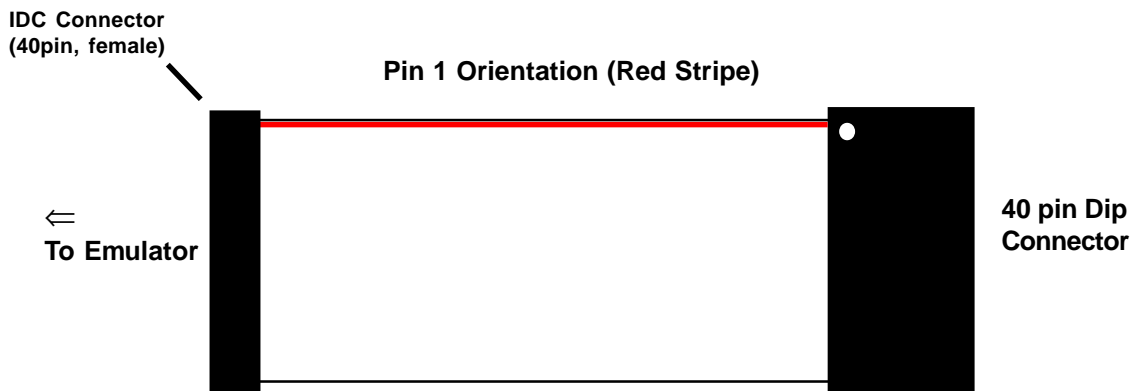 IDC Connector
(40pin, female)
Pin 1 Orientation (Red Stripe)
⇐
To Emulator
40 pin Dip
Connector